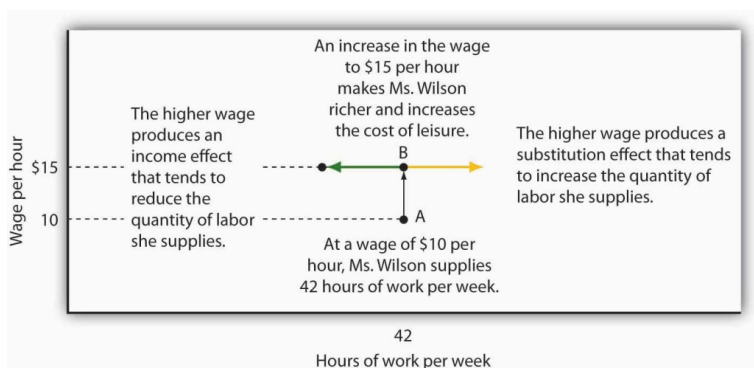 An increase in the wage
to $15 per hour
makes Ms. Wilson
richer and increases
the cost of leisure.
The higher wage
produces an
income effect
that tends to
reduce the
quantity of labor
she supplies.
B
The higher wage produces a
substitution effect that tends
to increase the quantity of
labor she supplies.
Wage per hour
$15
10
A
At a wage of $10 per
hour, Ms. Wilson supplies
42 hours of work per week.
42
Hours of work per week